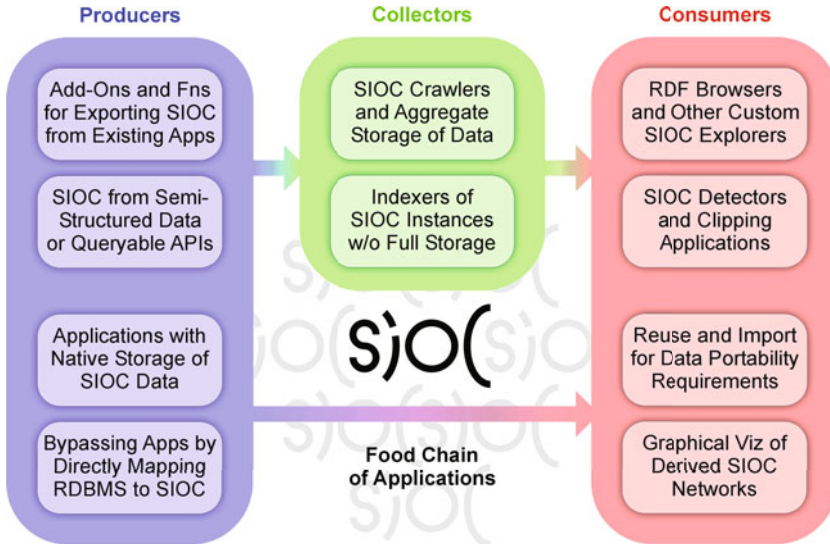 Producers
Add-Ons and Fns
for Exporting SIOC
from Existing Apps
SIOC from Semi-
Structured Data
or Queryable APIs
Applications with
Native Storage of
SIOC Data
Bypassing Apps by
Directly Mapping
RDBMS to SIOC
Collectors
SIOC Crawlers
and Aggregate
Storage of Data
Indexers of
SIOC Instances
w/o Full Storage
sioc
Food Chain
of Applications
Consumers
RDF Browsers
and Other Custom
SIOC Explorers
SIOC Detectors
and Clipping
Applications
Reuse and Import
for Data Portability
Requirements
Graphical Viz of
Derived SIOC
Networks